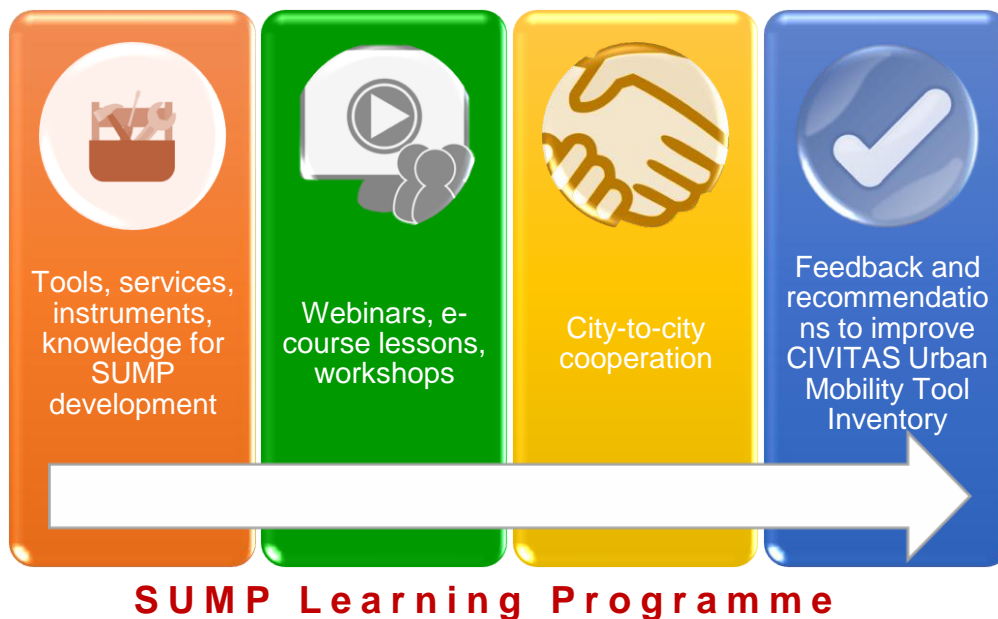 Tools, services,
instruments,
knowledge for
SUMP
development
Webinars, e-
course lessons,
workshops
City-to-city
cooperation
Feedback and
recommendatio
ns to improve
CIVITAS Urban
Mobility Tool
Inventory
SUMP Learning Programme